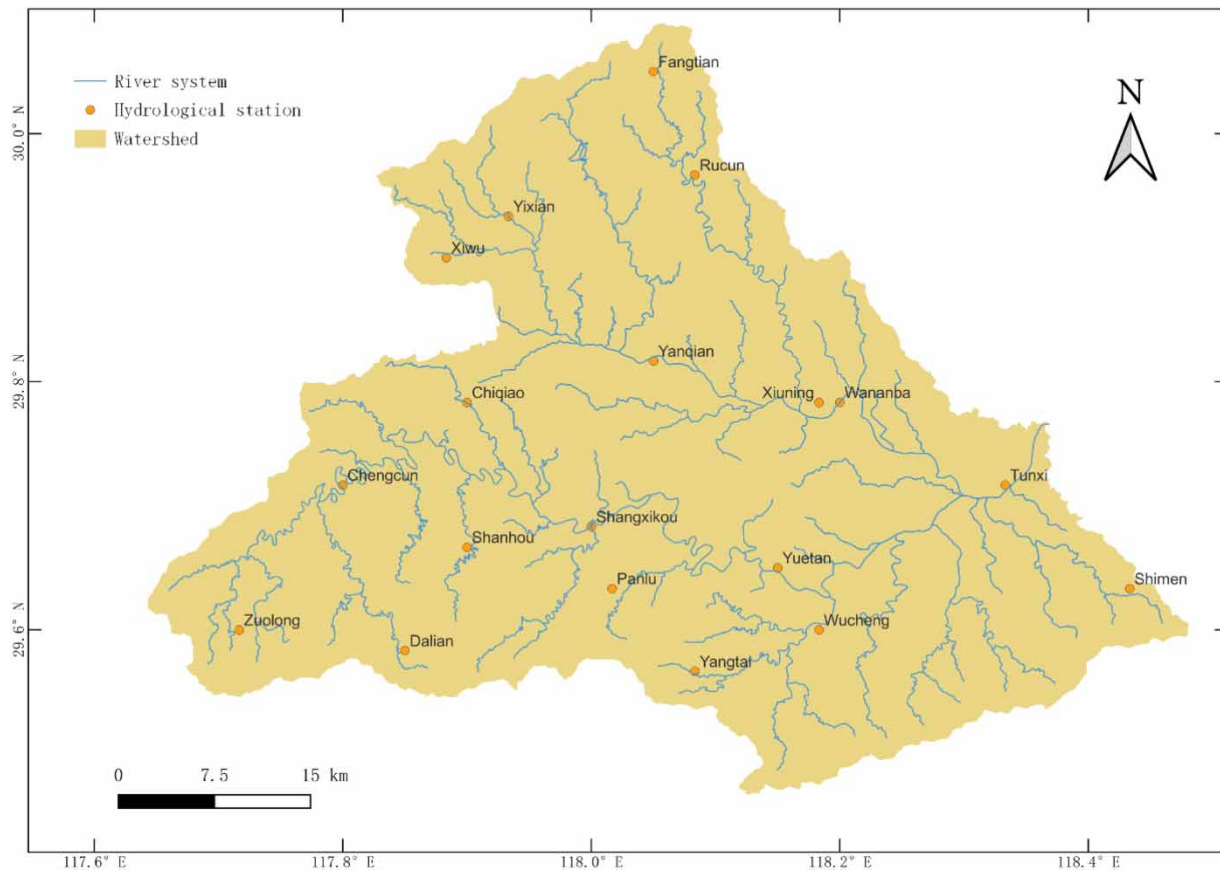 Fangtian
River system
Hydrological station
Watershed
N
30.0° N
Rucun
Yixian
Xiwu
Yanqian
29.8° N
Chiqiao
Xiuning
Wananba
Chengcun
Tunxi
Shangxikou
Shanhou
Yuetan
Panlu
Shimen
29.6° N
Zuolong
Wucheng
Dalian
Yangtai
0 7.5 15 km
117.6° E 117.8° E 118.0° E 118.2° E 118.4° E